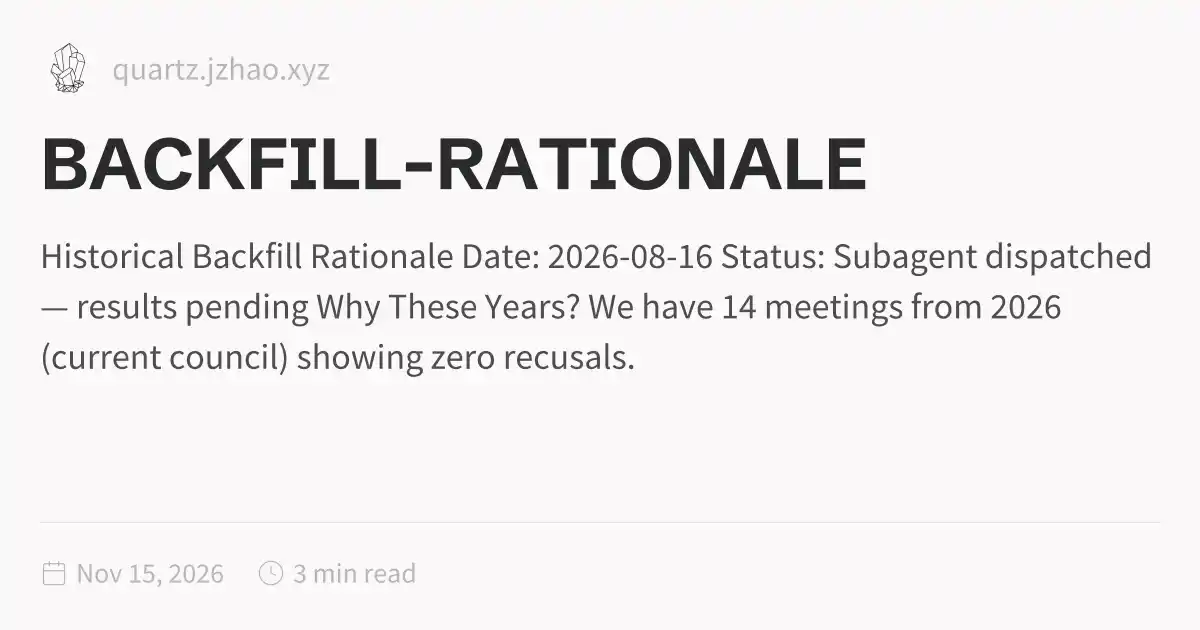 quartz.jzhao.xyz
BACKFILL-RATIONALE
Historical Backfill Rationale Date: 2026-08-16 Status: Subagent dispatched
— results pending Why These Years? We have 14 meetings from 2026
(current council) showing zero recusals.
Nov 15, 2026 3 min read